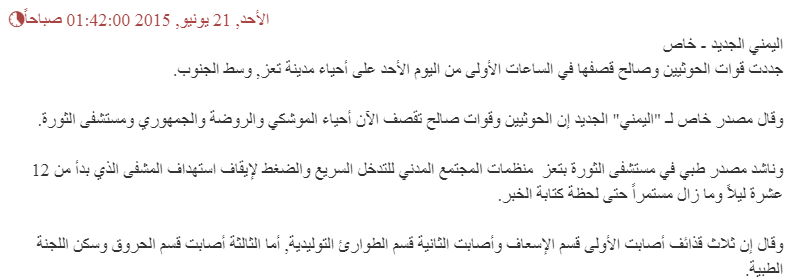 الأحد, 21 يونيو, 2015 01:42:00 صباحاً
اليمني الجديد - خاص
جددت قوات الحوثيين وصالح قصفها في الساعات الأولى من اليوم الأحد على أحياء مدينة تعز, وسط الجنوب.
وقال مصدر خاص لـ "اليمني" الجديد إن الحوثيين وقوات صالح تقصف الآن أحياء الموشكي والروضة والجمهوري ومستشفى الثورة.
وناشد مصدر طبي في مستشفى الثورة بتعز منظمات المجتمع المدني للتدخل السريع والضغط لإيقاف استهداف المشفى الذي بدأ من 12
عشرة ليلاً وما زال مستمراً حتى لحظة كتابة الخبر.
وقال إن ثلاث قذائف أصابت الأولى قسم الإسعاف وأصابت الثانية قسم الطوارئ التوليدية, أما الثالثة أصابت قسم الحروق وسكن اللجنة
الطبية.